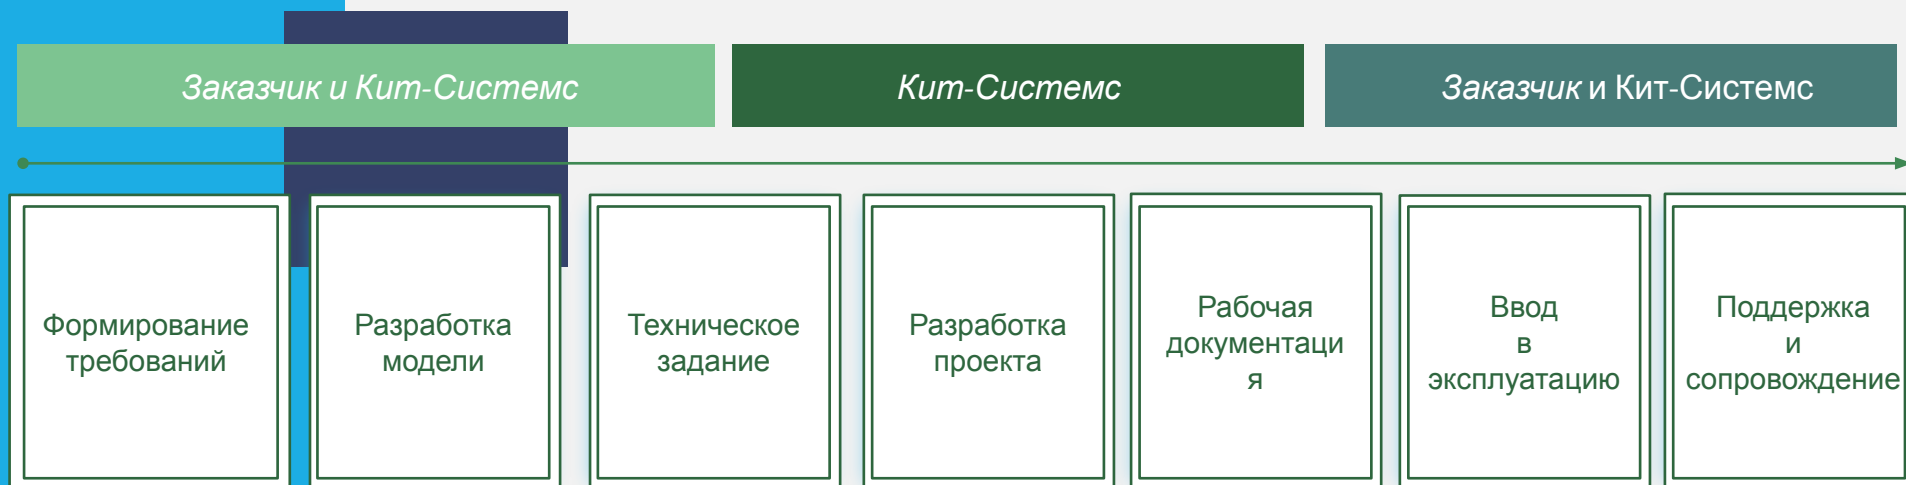 Заказчик и Кит-Системс
Кит-Системс
Заказчик и Кит-Системс
Формирование
требований
Разработка
модели
Техническое
задание
Разработка
проекта
Рабочая
документаци
я
Ввод
в
эксплуатацию
Поддержка
и
сопровождение